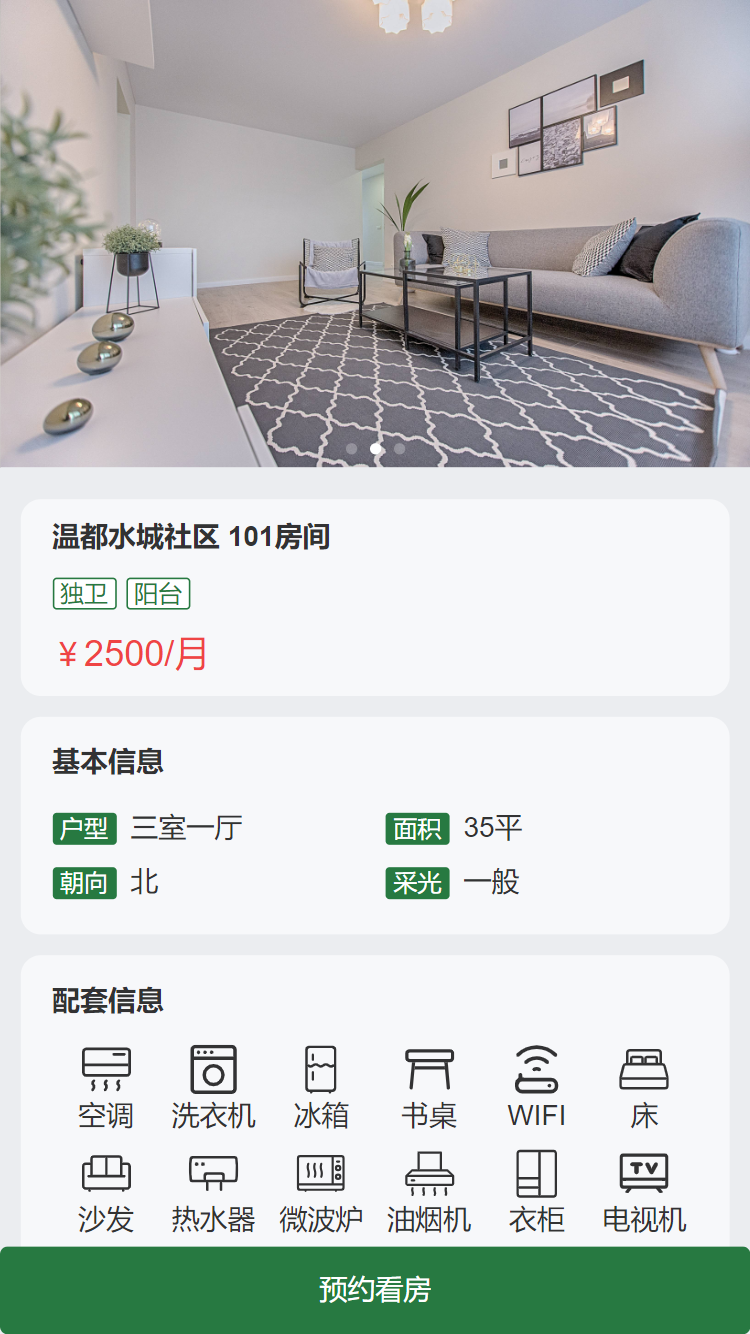 温都水城社区 101房间
独卫 阳台
¥2500/月
基本信息
户型 三室一厅 面积 35平
朝向 北 采光 一般
配套信息
空调 洗衣机 冰箱 书桌 WIFI 床
TV
沙发 热水器 微波炉 油烟机 衣柜 电视机
预约看房